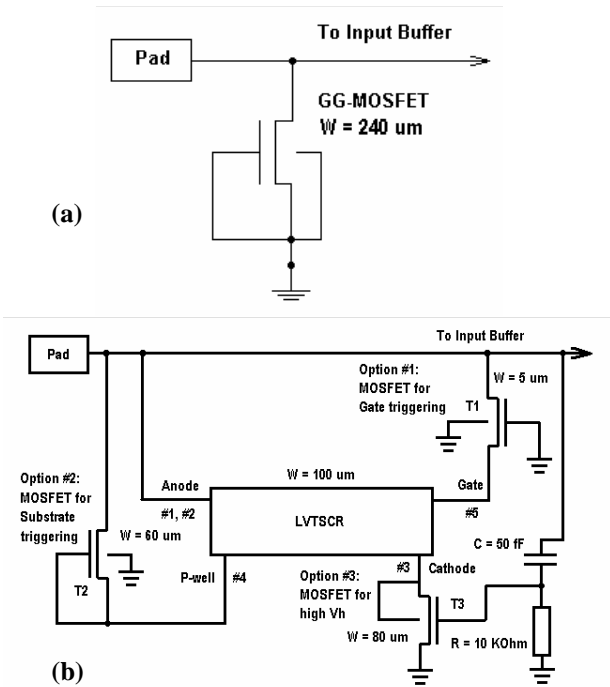 To Input Buffer
Pad
GG-MOSFET
W = 240 um
(a)
To Input Buffer
Pad
Option #1:
MOSFET for
Gate triggering
W = 5 um
T1
W = 100 um
Anode
#1, #2
Gate
#5
LVTSCR
Option #2:
MOSFET for
Substrate
triggering
W = 60 um
T2
P-well
#4
C = 50 fF
#3
Cathode
Option #3:
MOSFET for
high Vh
T3
W = 80 um
R = 10 KOhm
(b)